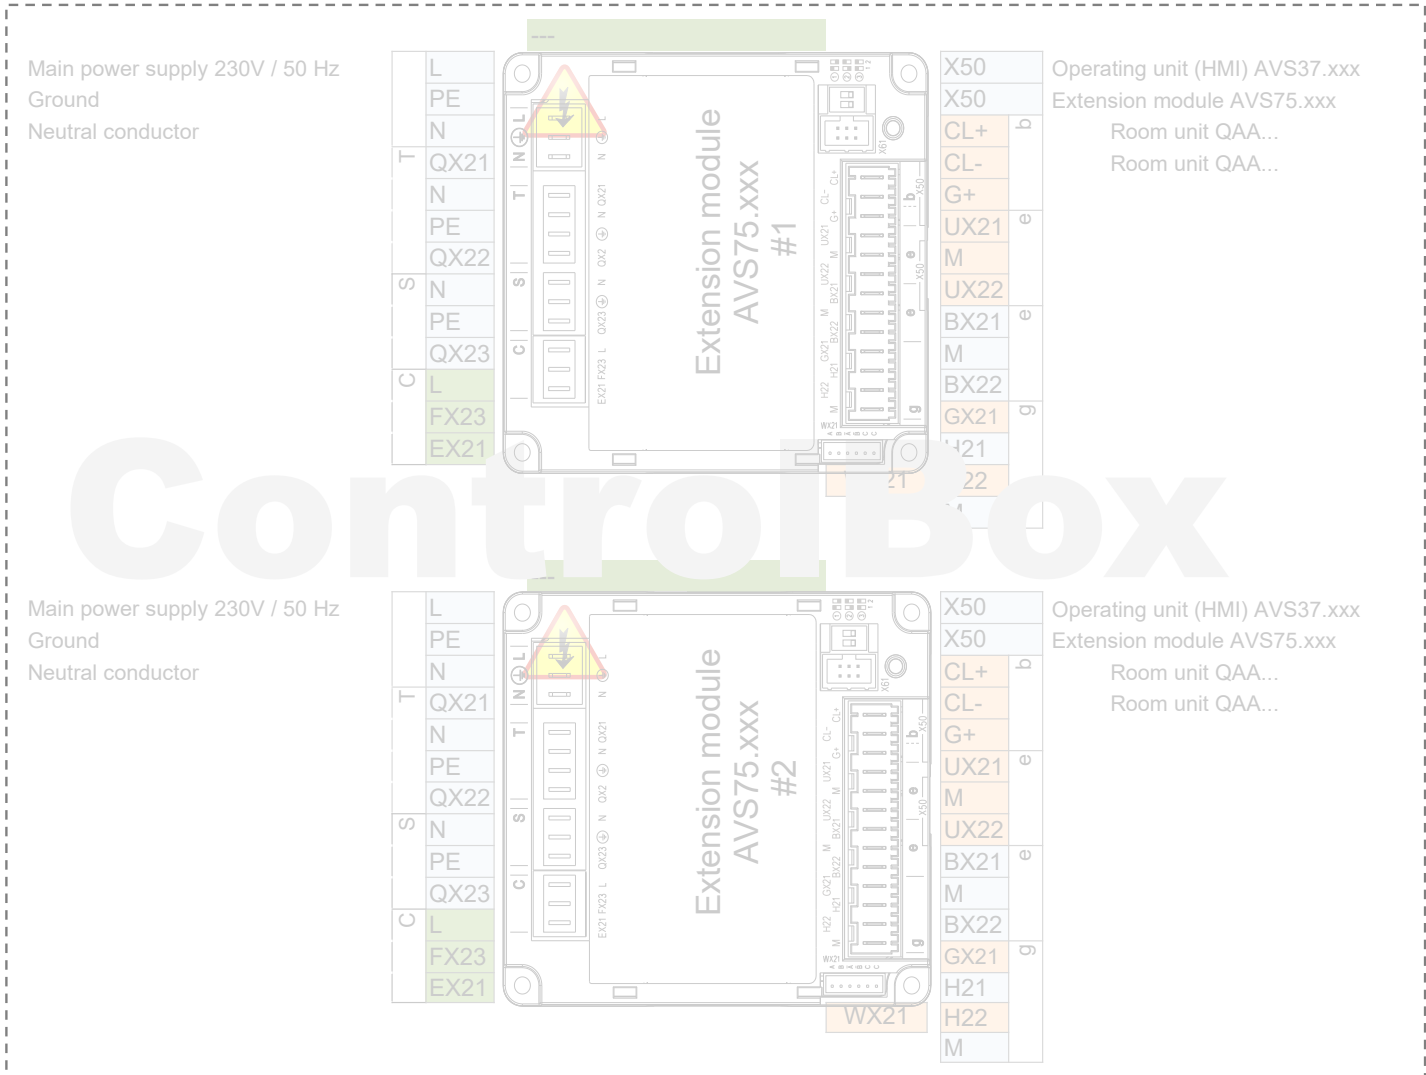 ---
Main power supply 230V / 50 Hz
Ground
Neutral conductor
L
PE
N
T QX21
N
PE
QX22
S N
PE
QX23
C L
FX23
EX21
Extension module
AVS75.xxx
#1
X50 Operating unit (HMI) AVS37.xxx
X50 Extension module AVS75.xxx
CL+ b Room unit QAA...
CL- Room unit QAA...
G+
UX21 e
M
UX22
BX21 e
M
BX22
GX21 g
H21
ControlBox
---
Main power supply 230V / 50 Hz
Ground
Neutral conductor
L
PE
N
T QX21
N
PE
QX22
S N
PE
QX23
C L
FX23
EX21
Extension module
AVS75.xxx
#2
X50 Operating unit (HMI) AVS37.xxx
X50 Extension module AVS75.xxx
CL+ b Room unit QAA...
CL- Room unit QAA...
G+
UX21 e
M
UX22
BX21 e
M
BX22
GX21 g
H21
WX21 H22
M